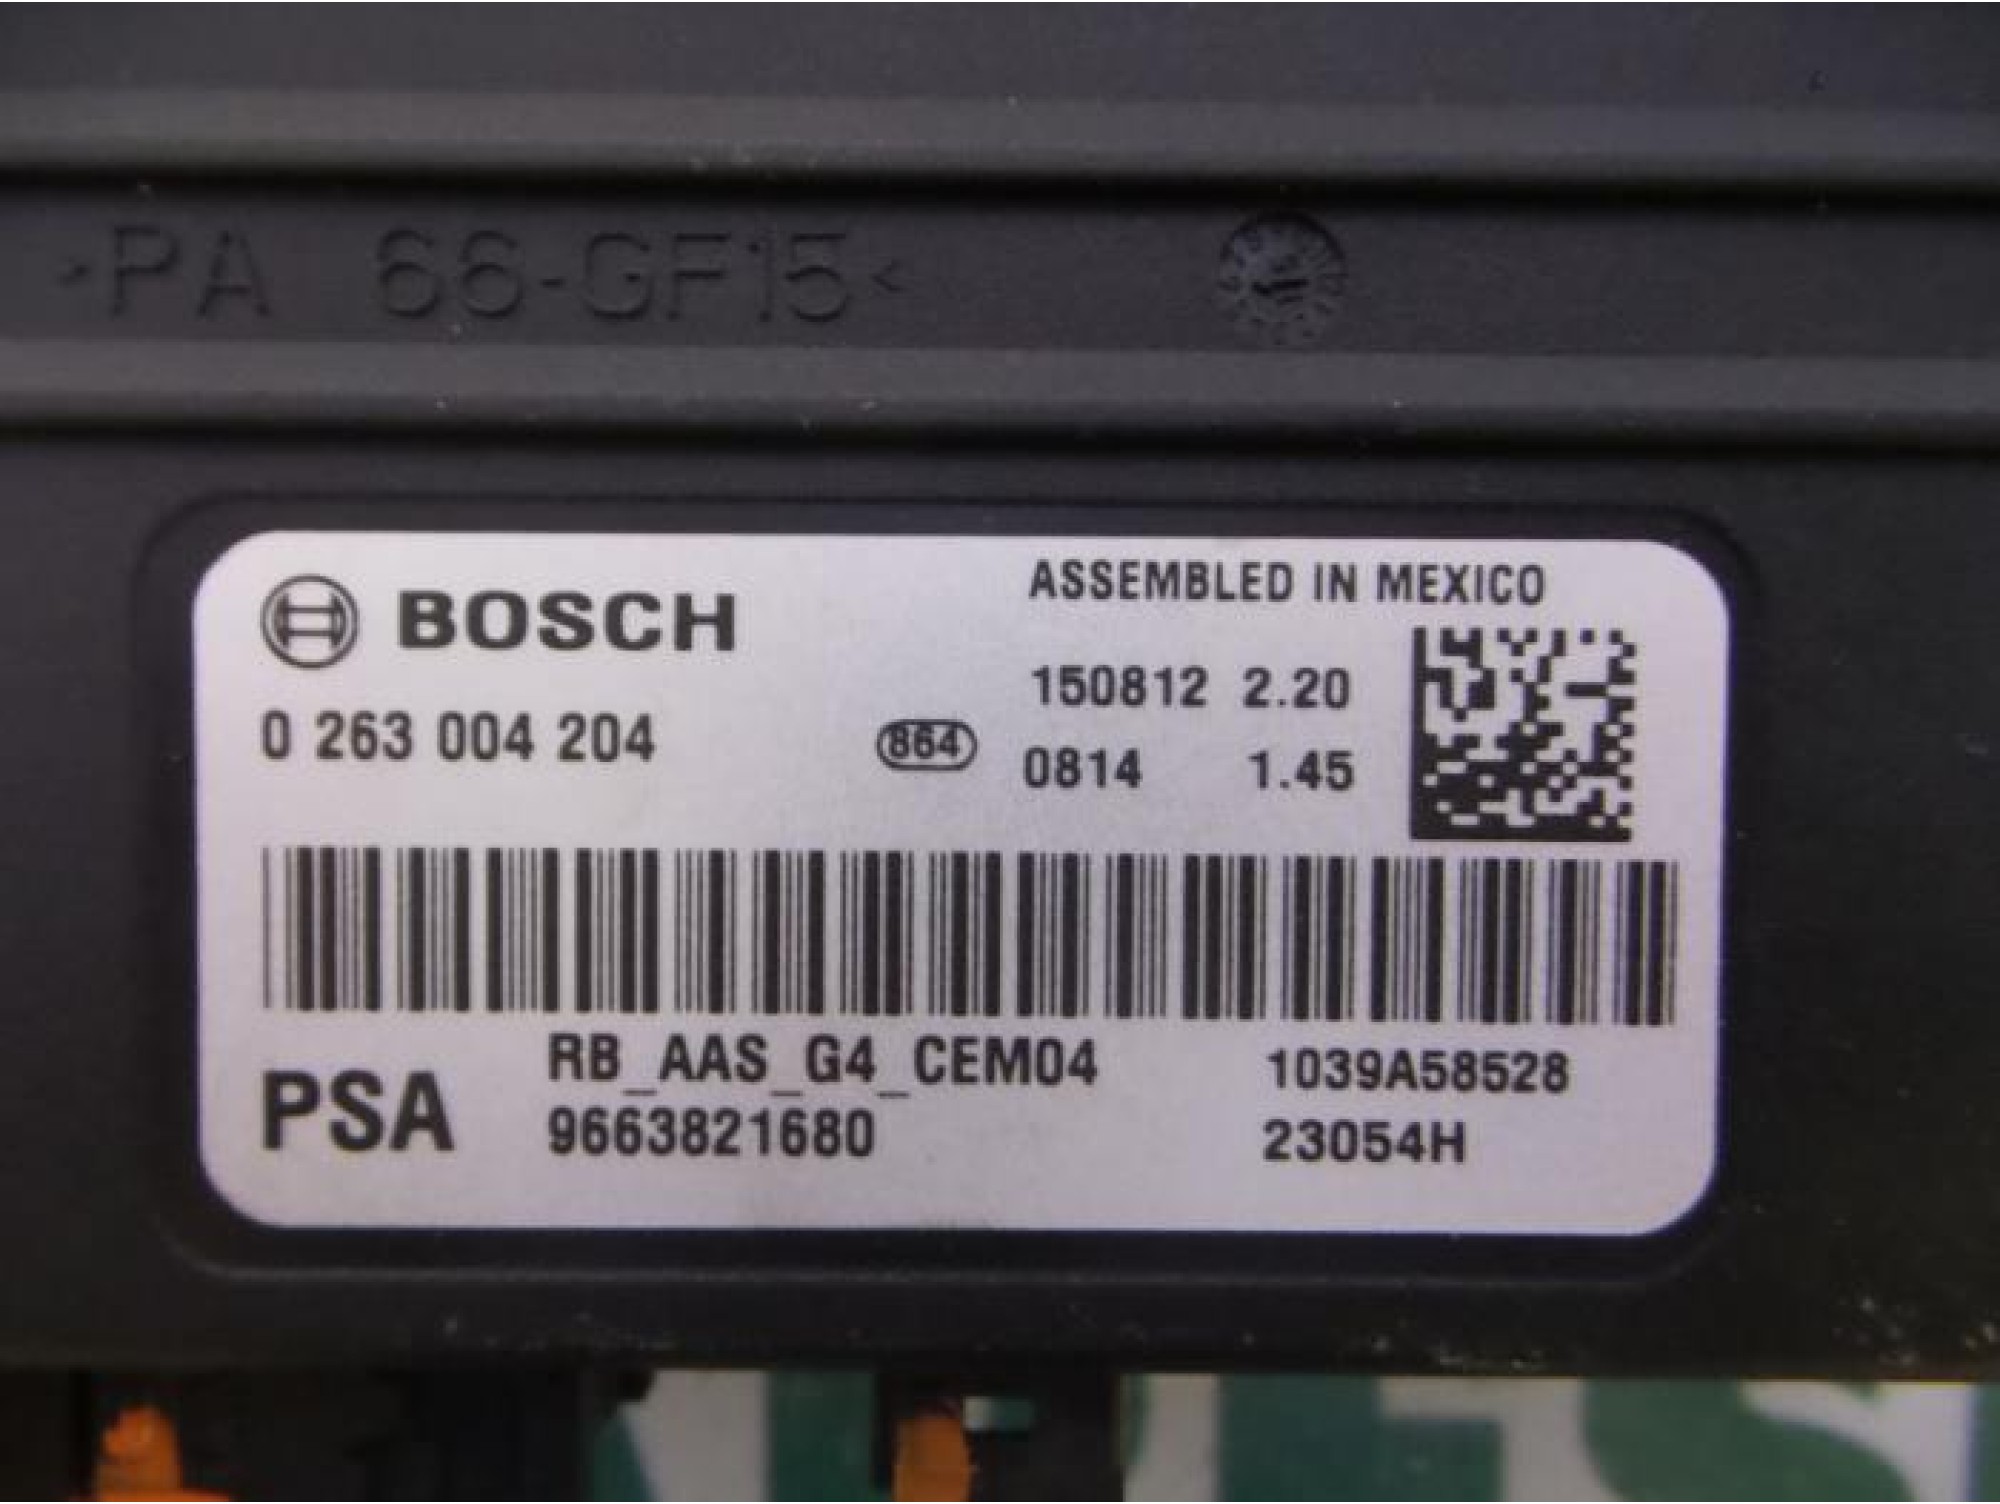 >PA 66-GF15<
BOSCH
ASSEMBLED IN MEXICO
0 263 004 204
864
150812 2.20
0814 1.45
PSA
RB_AAS_G4_CEM04
1039A58528
9663821680
23054H